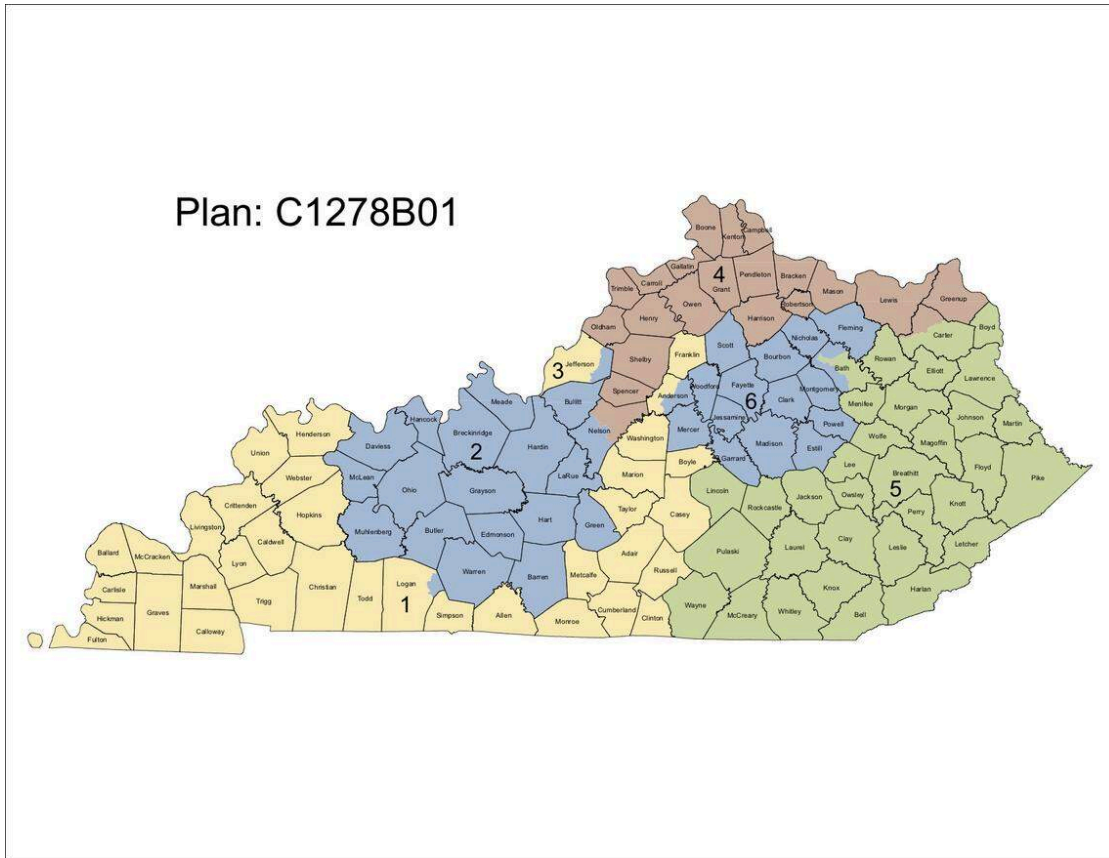 Plan: C1278B01
Boone
Kenton
Campbell
Gallatin
4
Grant
Pendleton
Bracken
Trimble
Carroll
Owen
Robertson
Mason
Lewis
Greenup
Henry
Harrison
Oldham
Fleming
Carter
Boyd
Scott
Nicholas
3
Jefferson
Shelby
Franklin
Bourbon
Bath
Rowan
Elliott
Lawrence
Spencer
Anderson
Woodford
Fayette
6
Clark
Montgomery
Menifee
Morgan
Johnson
Martin
Meade
Bullitt
Jessamine
Powell
Hancock
Breckinridge
2
Hardin
Nelson
Washington
Mercer
Garrard
Madison
Estill
Wolfe
Magoffin
Henderson
Daviess
LaRue
Marion
Boyle
Lee
Breathitt
5
Floyd
Pike
Union
Webster
McLean
Ohio
Grayson
Lincoln
Rockcastle
Jackson
Owsley
Perry
Knott
Crittenden
Livingston
Hopkins
Muhlenberg
Butler
Edmonson
Hart
Green
Taylor
Casey
Clay
Leslie
Letcher
Ballard
McCracken
Lyon
Caldwell
Warren
Barren
Metcalfe
Adair
Russell
Pulaski
Laurel
Knox
Harlan
Carlisle
Graves
Marshall
Trigg
Christian
Todd
Logan
1
Simpson
Allen
Monroe
Cumberland
Clinton
Wayne
McCreary
Whitley
Bell
Hickman
Fulton
Calloway